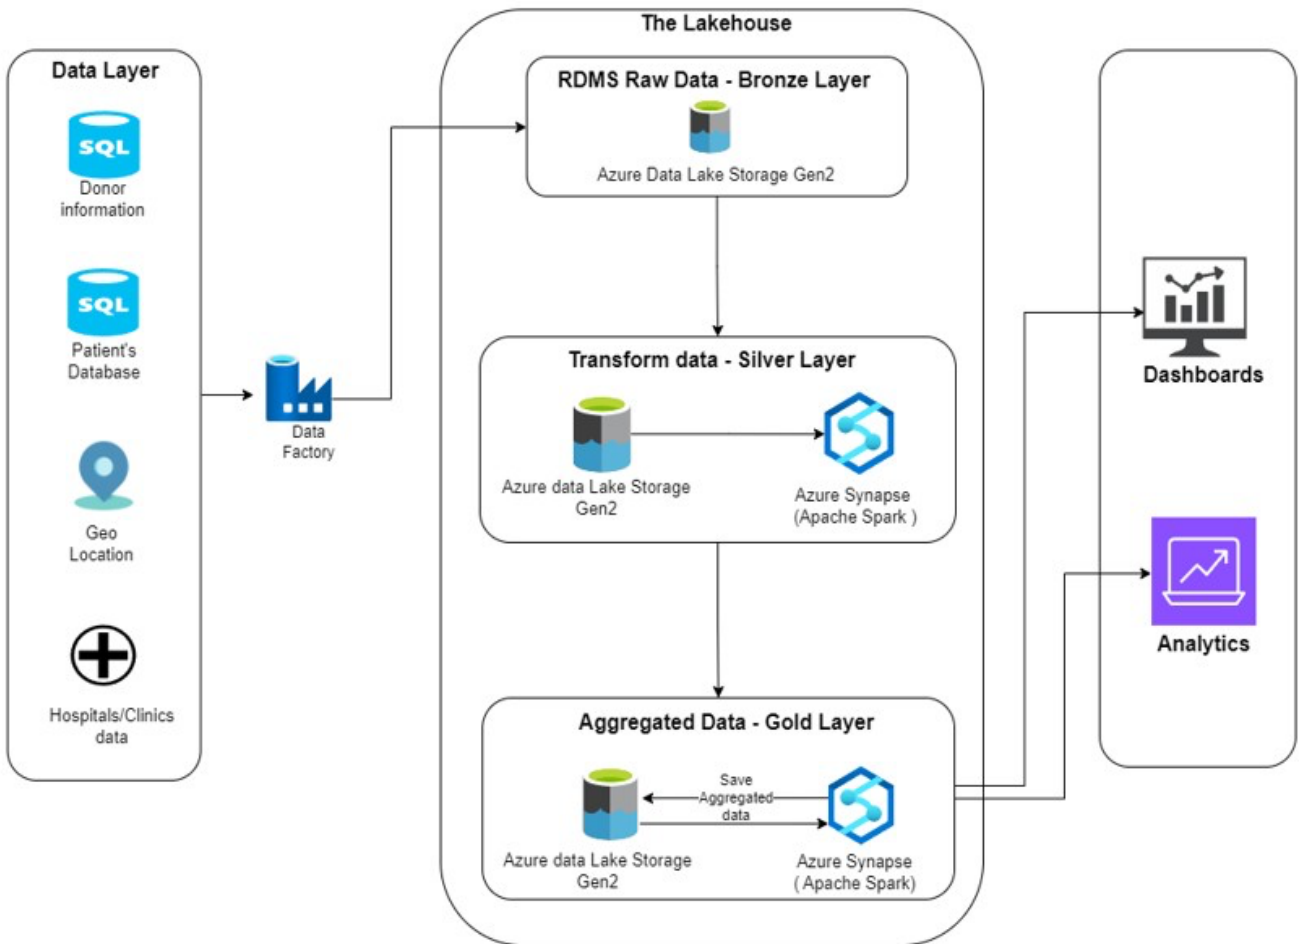 The Lakehouse
Data Layer
SQL
Donor
information
SQL
Patient's
Database
Geo
Location
Hospitals/Clinics
data
Data
Factory
RDMS Raw Data - Bronze Layer
Azure Data Lake Storage Gen2
Transform data - Silver Layer
Azure data Lake Storage
Gen2
Azure Synapse
(Apache Spark )
Aggregated Data - Gold Layer
Save
Aggregated
data
Azure data Lake Storage
Gen2
Azure Synapse
( Apache Spark)
Dashboards
Analytics